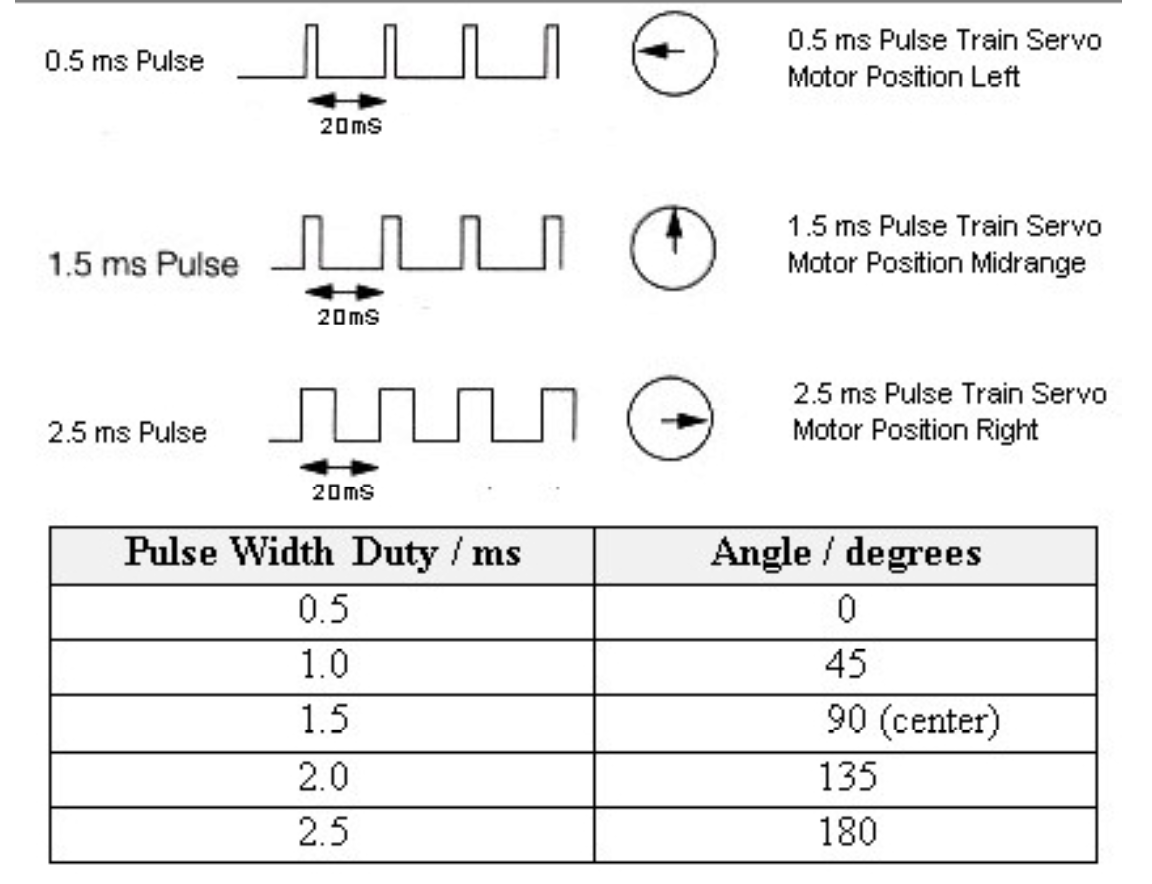 0.5 ms Pulse
20mS
0.5 ms Pulse Train Servo
Motor Position Left
1.5 ms Pulse
20mS
1.5 ms Pulse Train Servo
Motor Position Midrange
2.5 ms Pulse
20mS
2.5 ms Pulse Train Servo
Motor Position Right
Pulse Width Duty / ms Angle / degrees
0.5 0
1.0 45
1.5 90 (center)
2.0 135
2.5 180